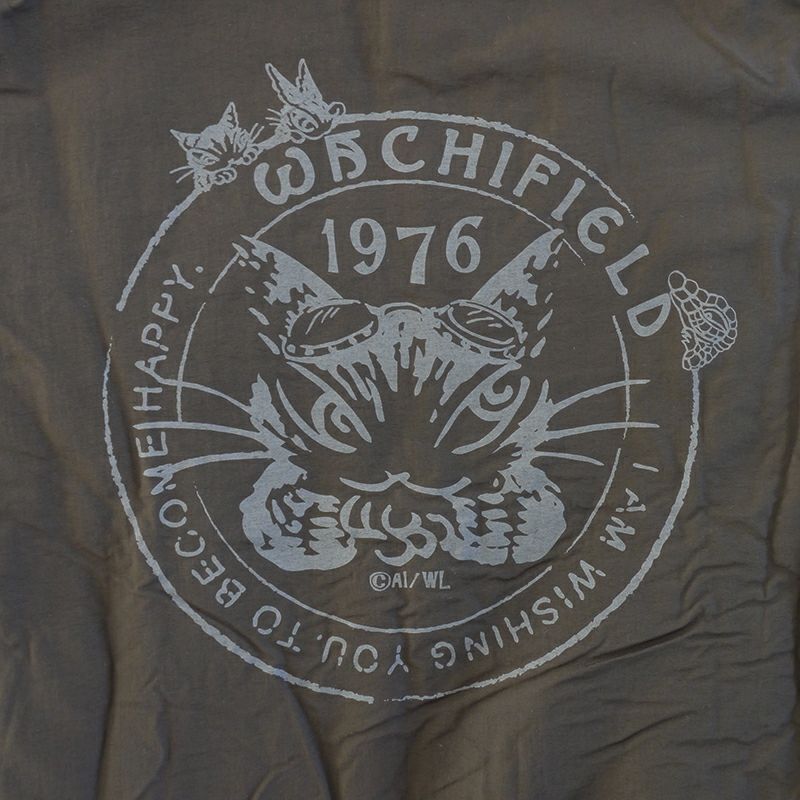 WACHIFIELD
1976
©AI/WL
I AM WISHING YOU. TO BECOME HAPPY.